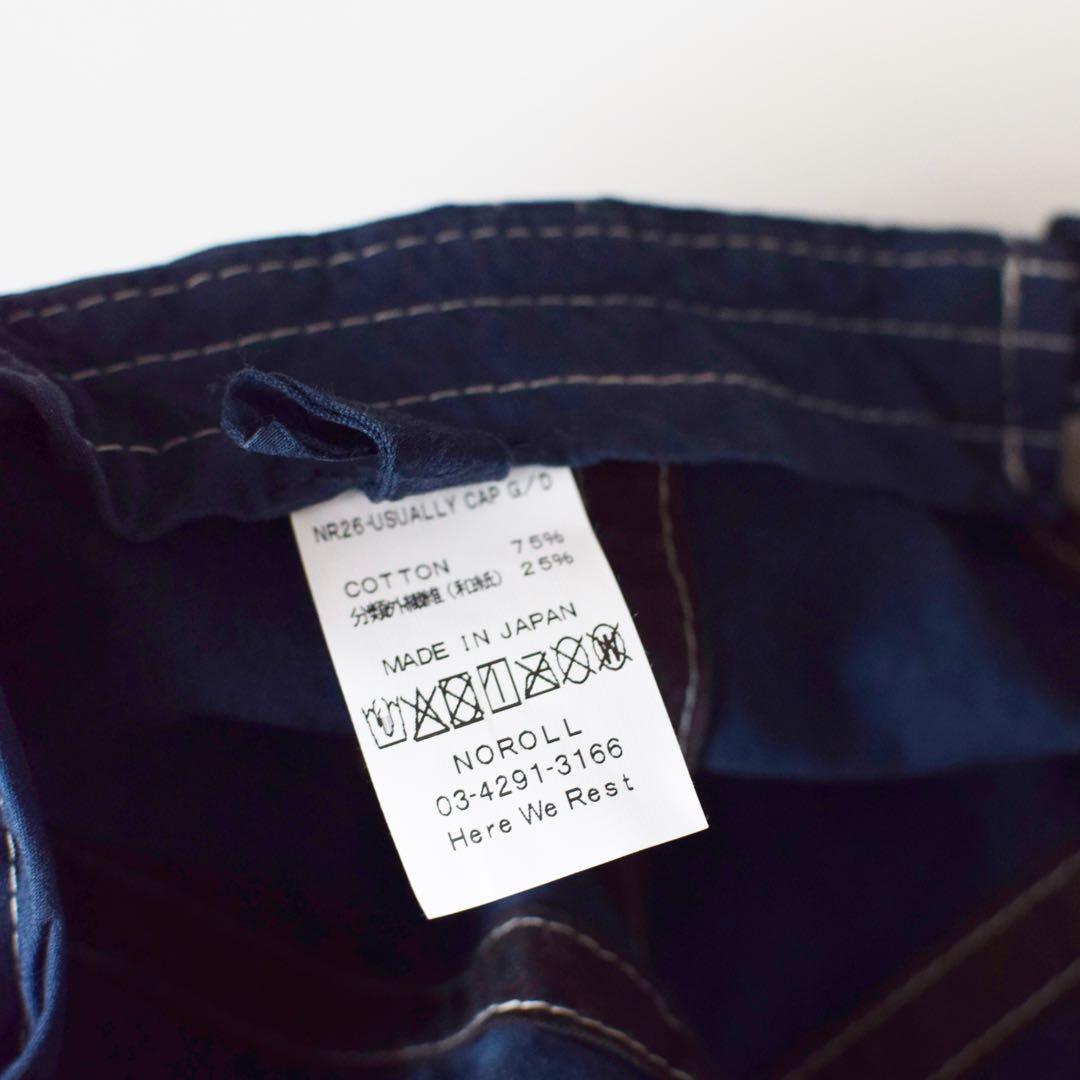 NR26-USUALLY CAP G/D
COTTON 75%
分類外繊維(和紙) 25%
MADE IN JAPAN
NOROLL
03-4291-3166
Here We Rest